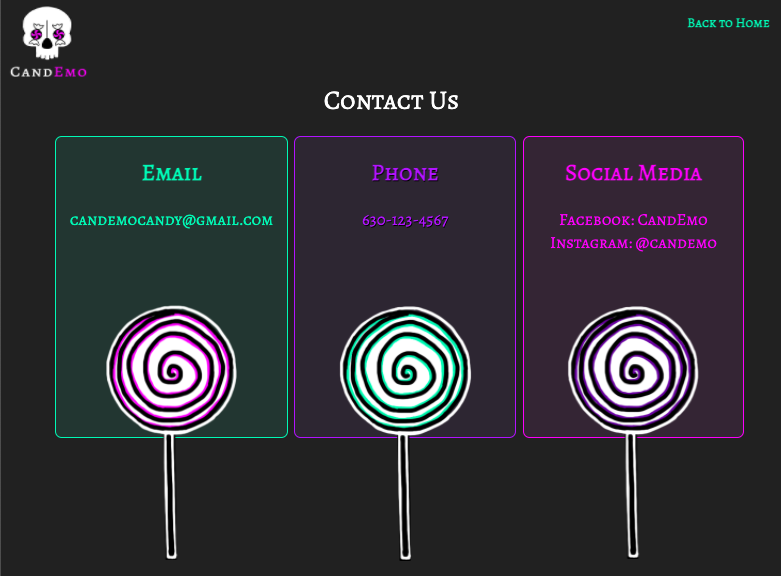 Back to Home
CandEmo
Contact Us
Email
candemocandy@gmail.com
Phone
630-123-4567
Social Media
Facebook: CandEmo
Instagram: @candemo